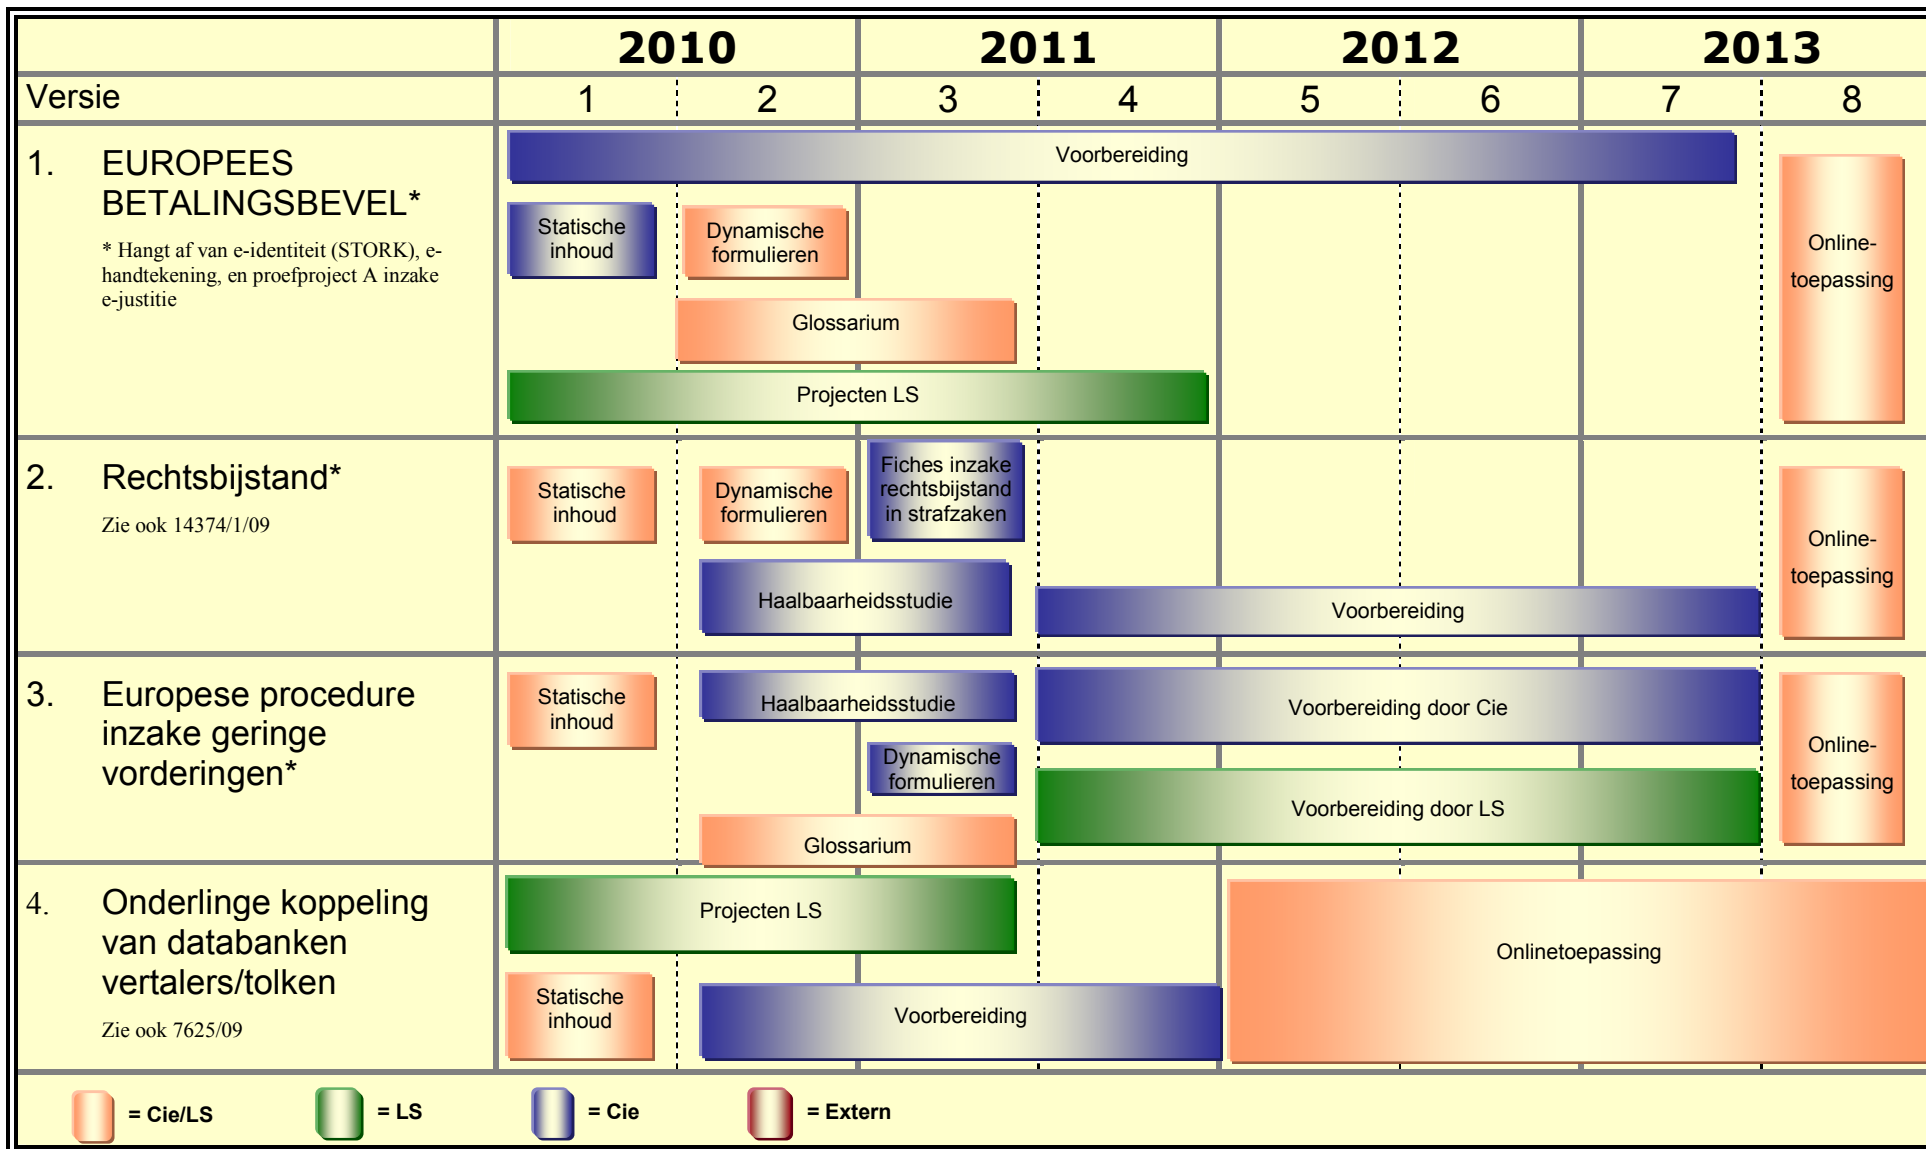 2010 2011 2012 2013
Versie 1 2 3 4 5 6 7 8
1. EUROPEES
BETALINGSBEVEL*
* Hangt af van e-identiteit (STORK), e-
handtekening, en proefproject A inzake
e-justitie
Voorbereiding
Statische
inhoud
Dynamische
formulieren
Glossarium
Projecten LS
Online-
toepassing
2. Rechtsbijstand*
Zie ook 14374/1/09
Statische
inhoud
Dynamische
formulieren
Fiches inzake
rechtsbijstand
in strafzaken
Haalbaarheidsstudie
Voorbereiding
Online-
toepassing
3. Europese procedure
inzake geringe
vorderingen*
Statische
inhoud
Haalbaarheidsstudie
Dynamische
formulieren
Glossarium
Voorbereiding door Cie
Voorbereiding door LS
Online-
toepassing
4. Onderlinge koppeling
van databanken
vertalers/tolken
Zie ook 7625/09
Projecten LS
Statische
inhoud
Voorbereiding
Onlinetoepassing
= Cie/LS = LS = Cie = Extern